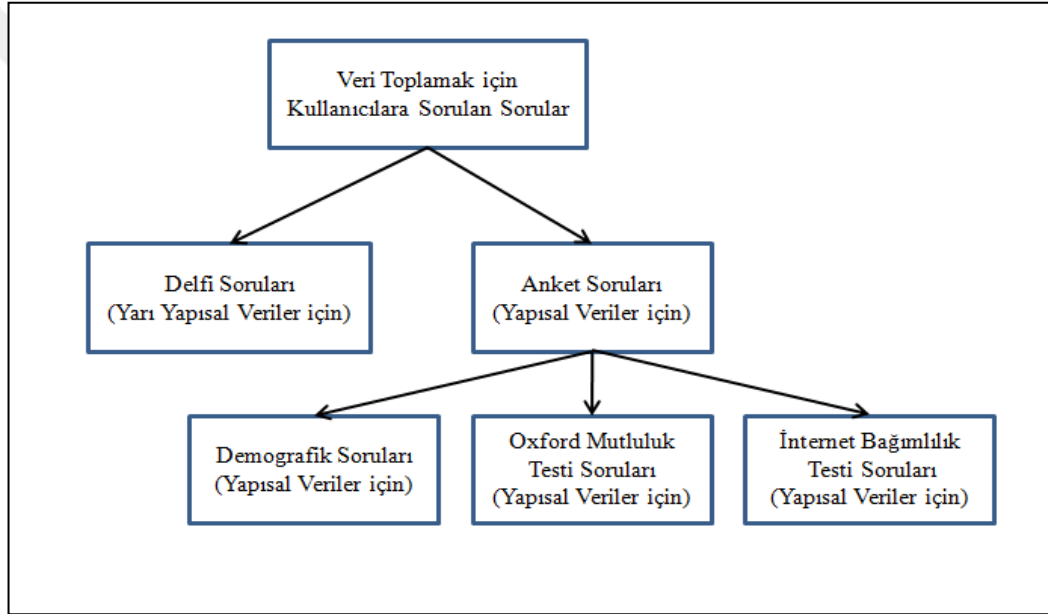 Veri Toplamak için
Kullanıcılara Sorulan Sorular
Delfi Soruları
(Yarı Yapısal Veriler için)
Anket Soruları
(Yapısal Veriler için)
Demografik Soruları
(Yapısal Veriler için)
Oxford Mutluluk
Testi Soruları
(Yapısal Veriler için)
İnternet Bağımlılık
Testi Soruları
(Yapısal Veriler için)